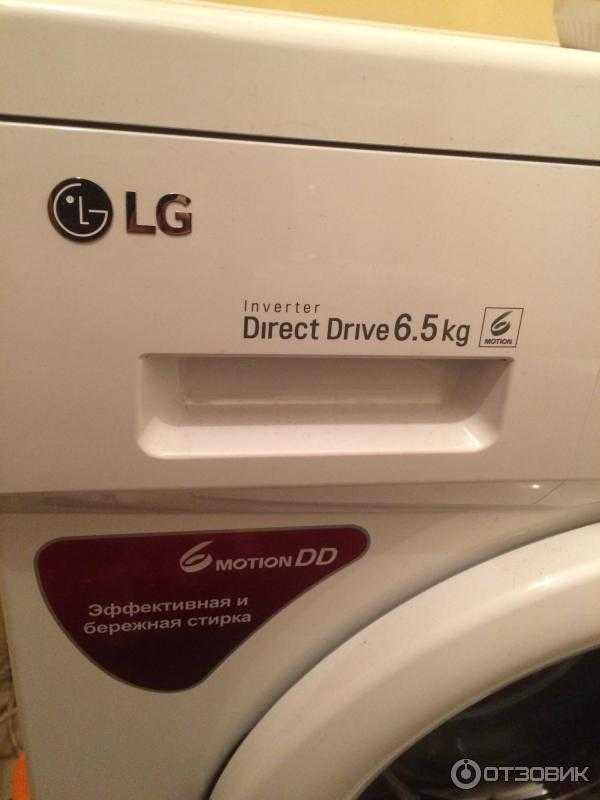 LG
Inverter
Direct Drive 6.5 kg
6 MOTION
6 MOTION DD
Эффективная и
бережная стирка
ОТЗОВИК